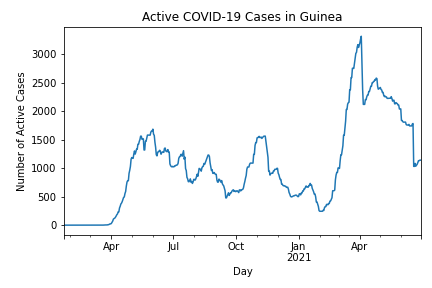 Active COVID-19 Cases in Guinea
Number of Active Cases
3000
2500
2000
1500
1000
500
0
Apr Jul Oct Jan Apr
2021
Day